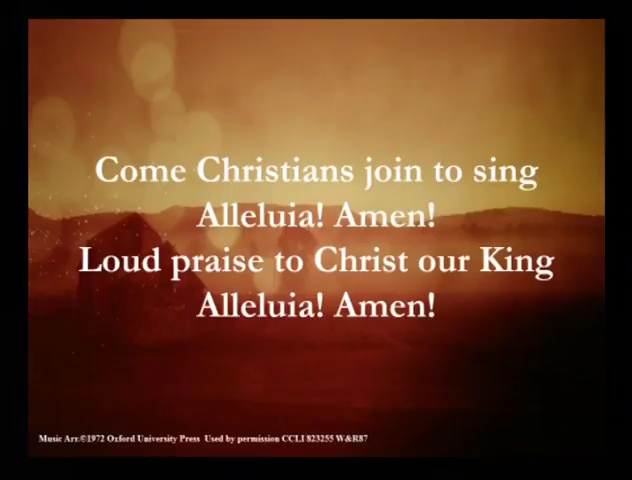 Come Christians join to sing
Alleluia! Amen!
Loud praise to Christ our King
Alleluia! Amen!
Music Arr.©1972 Oxford University Press Used by permission CCLI 823255 W&R87